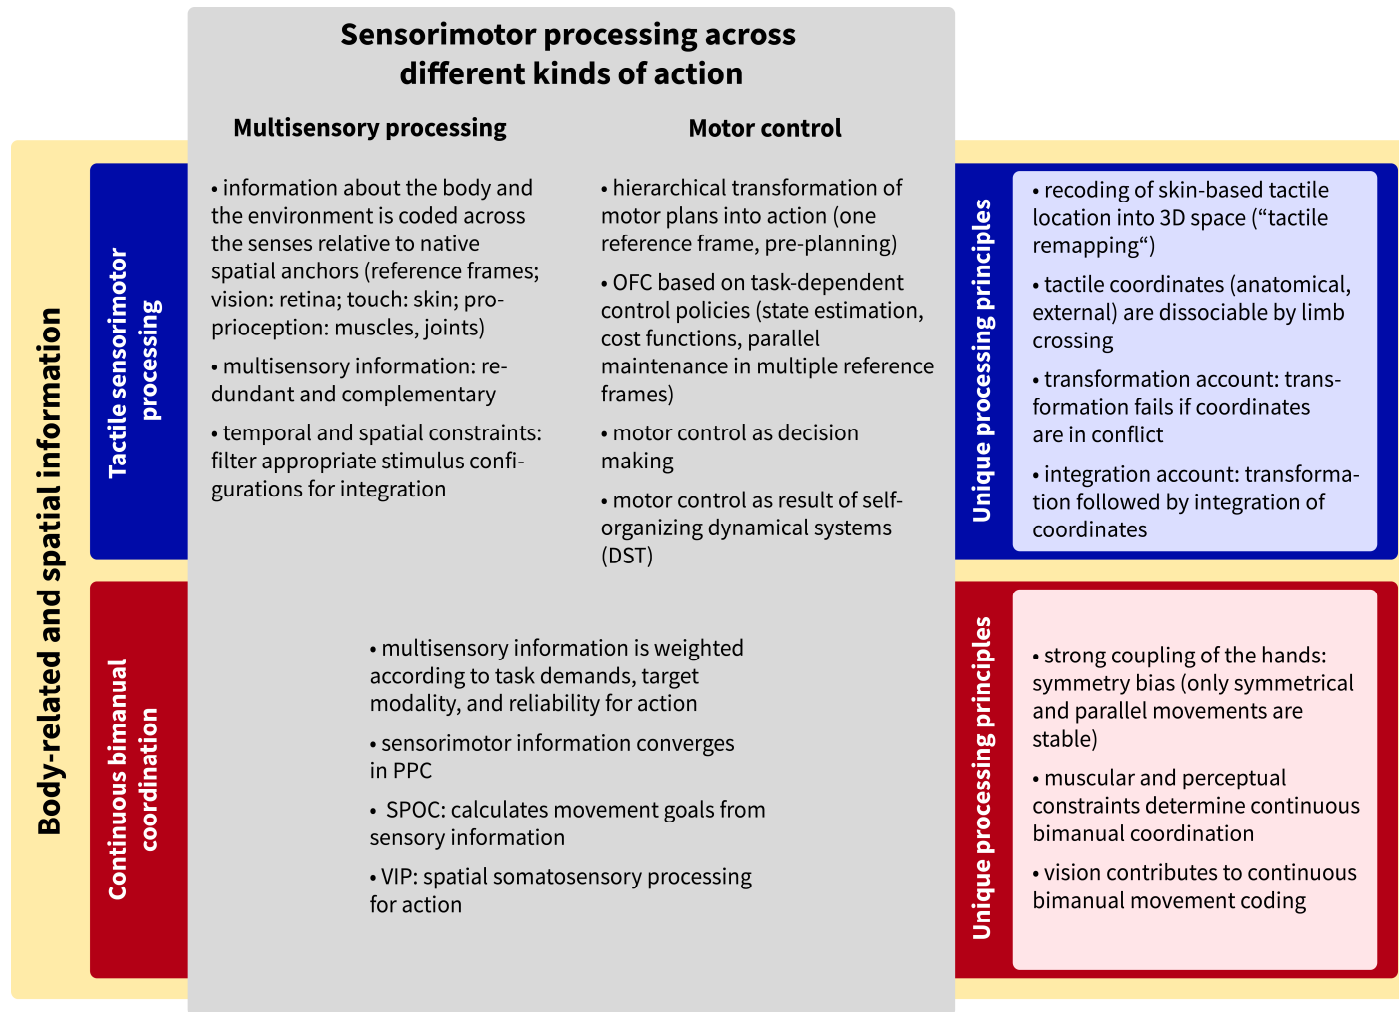 Sensorimotor processing across
different kinds of action
Multisensory processing
• information about the body and
the environment is coded across
the senses relative to native
spatial anchors (reference frames;
vision: retina; touch: skin; pro-
prioception: muscles, joints)
• multisensory information: re-
dundant and complementary
• temporal and spatial constraints:
filter appropriate stimulus confi-
gurations for integration
Motor control
• hierarchical transformation of
motor plans into action (one
reference frame, pre-planning)
• OFC based on task-dependent
control policies (state estimation,
cost functions, parallel
maintenance in multiple reference
frames)
• motor control as decision
making
• motor control as result of self-
organizing dynamical systems
(DST)
• multisensory information is weighted
according to task demands, target
modality, and reliability for action
• sensorimotor information converges
in PPC
• SPOC: calculates movement goals from
sensory information
• VIP: spatial somatosensory processing
for action
Body-related and spatial information
Tactile sensorimotor
processing
Unique processing principles
• recoding of skin-based tactile
location into 3D space (“tactile
remapping“)
• tactile coordinates (anatomical,
external) are dissociable by limb
crossing
• transformation account: trans-
formation fails if coordinates
are in conflict
• integration account: transforma-
tion followed by integration of
coordinates
Continuous bimanual
coordination
Unique processing principles
• strong coupling of the hands:
symmetry bias (only symmetrical
and parallel movements are
stable)
• muscular and perceptual
constraints determine continuous
bimanual coordination
• vision contributes to continuous
bimanual movement coding